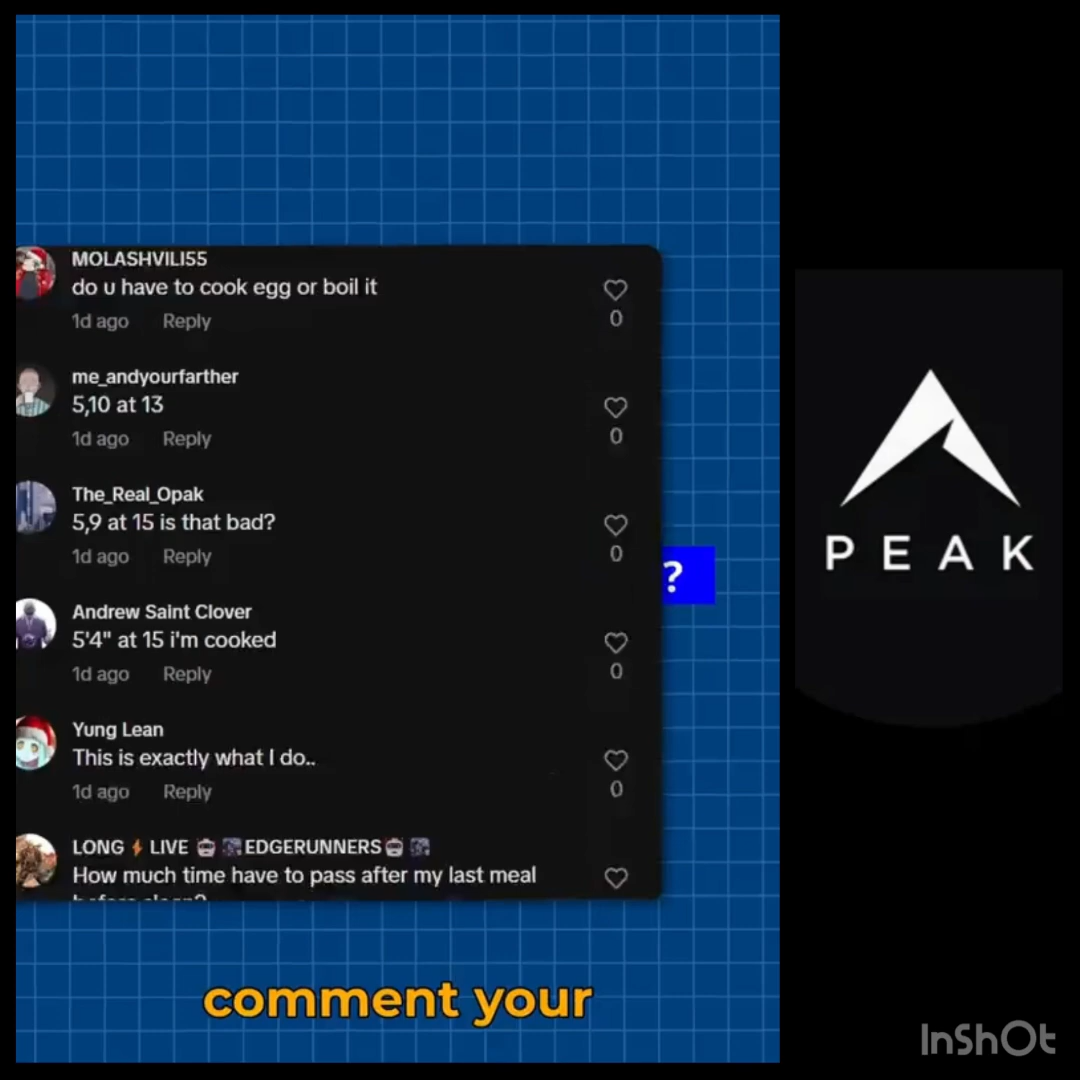 MOLASHVILI55
do u have to cook egg or boil it
1d ago Reply
0
me_andyourfarther
5,10 at 13
1d ago Reply
0
The_Real_Opak
5,9 at 15 is that bad?
1d ago Reply
0
?
Andrew Saint Clover
5'4" at 15 i'm cooked
1d ago Reply
0
Yung Lean
This is exactly what I do..
1d ago Reply
0
LONG LIVE EDGERUNNERS
How much time have to pass after my last meal
comment your
PEAK
InShOt